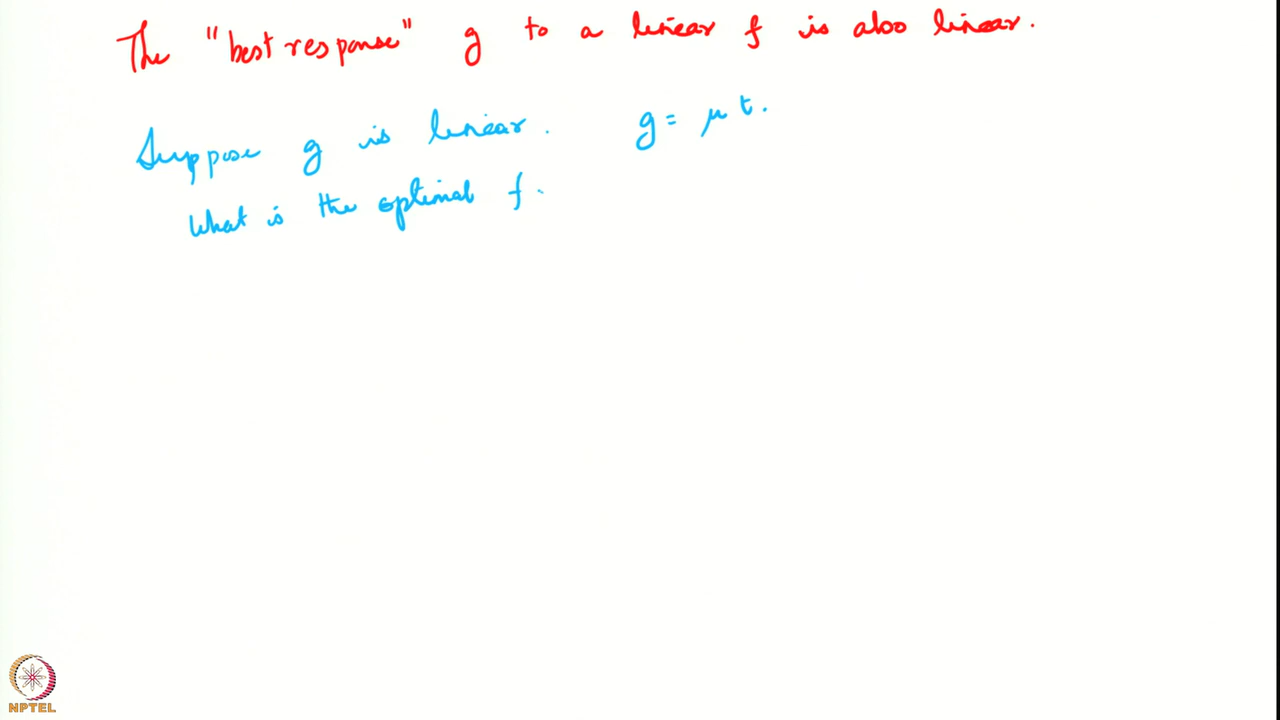 The "best response" g to a linear f is also linear.
Suppose g is linear. g = μ t.
What is the optimal f.
NPTEL